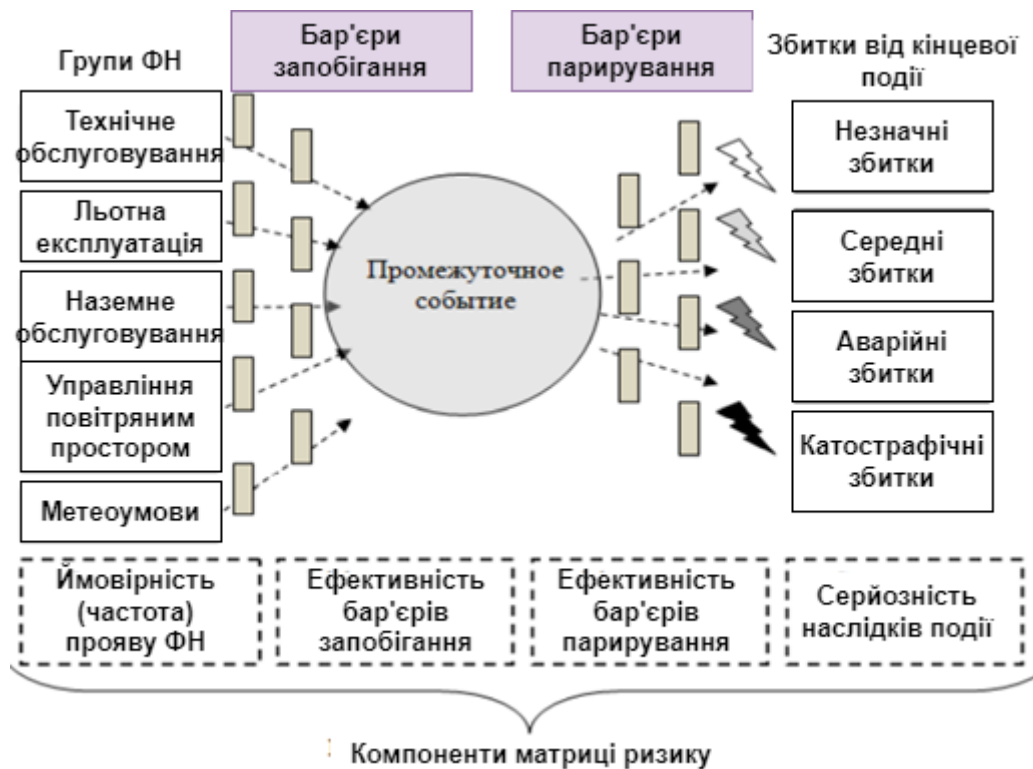 Групи ФН
Бар'єри
запобігання
Бар'єри
парирування
Збитки від кінцевої
події
Технічне
обслуговування
Льотна
експлуатація
Наземне
обслуговування
Управління
повітряним
простором
Метеоумови
Промежуточное
событие
Незначні
збитки
Середні
збитки
Аварійні
збитки
Катострафічні
збитки
Ймовірність
(частота)
прояву ФН
Ефективність
бар'єрів
запобігання
Ефективність
бар'єрів
парирування
Серйозність
наслідків події
Компоненти матриці ризику